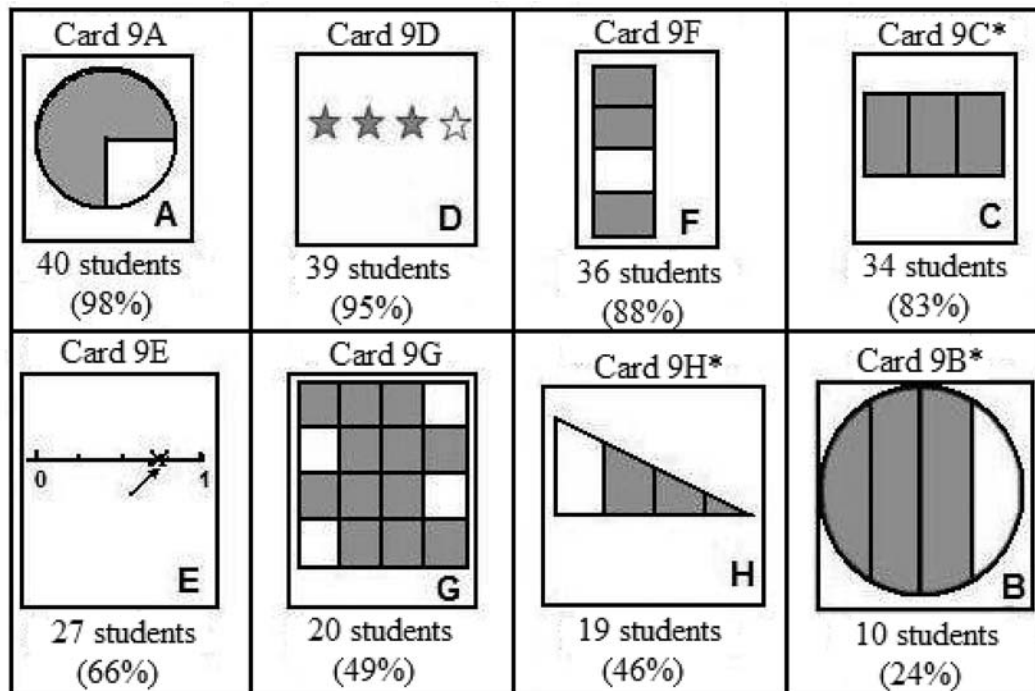 Card 9A
A
40 students
(98%)
Card 9D
D
39 students
(95%)
Card 9F
F
36 students
(88%)
Card 9C*
C
34 students
(83%)
Card 9E
0 1
E
27 students
(66%)
Card 9G
G
20 students
(49%)
Card 9H*
H
19 students
(46%)
Card 9B*
B
10 students
(24%)